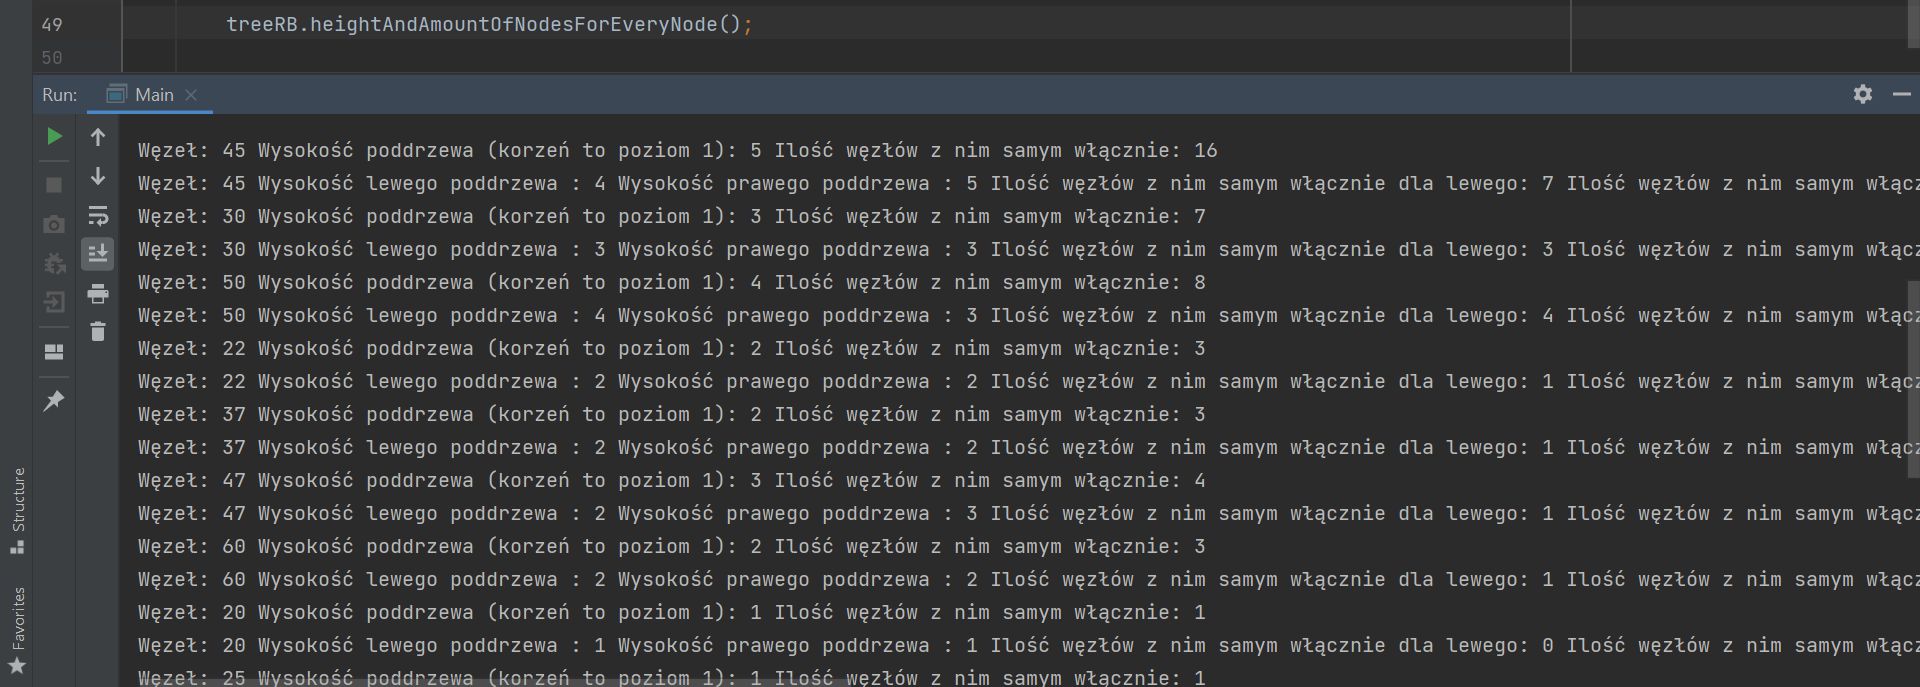 49 treeRB.heightAndAmountOfNodesForEveryNode();
50
Run: Main
Węzeł: 45 Wysokość poddrzewa (korzeń to poziom 1): 5 Ilość węzłów z nim samym włącznie: 16
Węzeł: 45 Wysokość lewego poddrzewa : 4 Wysokość prawego poddrzewa : 5 Ilość węzłów z nim samym włącznie dla lewego: 7 Ilość węzłów z nim samym włącz
Węzeł: 30 Wysokość poddrzewa (korzeń to poziom 1): 3 Ilość węzłów z nim samym włącznie: 7
Węzeł: 30 Wysokość lewego poddrzewa : 3 Wysokość prawego poddrzewa : 3 Ilość węzłów z nim samym włącznie dla lewego: 3 Ilość węzłów z nim samym włącz
Węzeł: 50 Wysokość poddrzewa (korzeń to poziom 1): 4 Ilość węzłów z nim samym włącznie: 8
Węzeł: 50 Wysokość lewego poddrzewa : 4 Wysokość prawego poddrzewa : 3 Ilość węzłów z nim samym włącznie dla lewego: 4 Ilość węzłów z nim samym włącz
Węzeł: 22 Wysokość poddrzewa (korzeń to poziom 1): 2 Ilość węzłów z nim samym włącznie: 3
Węzeł: 22 Wysokość lewego poddrzewa : 2 Wysokość prawego poddrzewa : 2 Ilość węzłów z nim samym włącznie dla lewego: 1 Ilość węzłów z nim samym włącz
Węzeł: 37 Wysokość poddrzewa (korzeń to poziom 1): 2 Ilość węzłów z nim samym włącznie: 3
Węzeł: 37 Wysokość lewego poddrzewa : 2 Wysokość prawego poddrzewa : 2 Ilość węzłów z nim samym włącznie dla lewego: 1 Ilość węzłów z nim samym włącz
Węzeł: 47 Wysokość poddrzewa (korzeń to poziom 1): 3 Ilość węzłów z nim samym włącznie: 4
Węzeł: 47 Wysokość lewego poddrzewa : 2 Wysokość prawego poddrzewa : 3 Ilość węzłów z nim samym włącznie dla lewego: 1 Ilość węzłów z nim samym włącz
Węzeł: 60 Wysokość poddrzewa (korzeń to poziom 1): 2 Ilość węzłów z nim samym włącznie: 3
Węzeł: 60 Wysokość lewego poddrzewa : 2 Wysokość prawego poddrzewa : 2 Ilość węzłów z nim samym włącznie dla lewego: 1 Ilość węzłów z nim samym włącz
Węzeł: 20 Wysokość poddrzewa (korzeń to poziom 1): 1 Ilość węzłów z nim samym włącznie: 1
Węzeł: 20 Wysokość lewego poddrzewa : 1 Wysokość prawego poddrzewa : 1 Ilość węzłów z nim samym włącznie dla lewego: 0 Ilość węzłów z nim samym włącz
Węzeł: 25 Wysokość poddrzewa (korzeń to poziom 1): 1 Ilość węzłów z nim samym włącznie: 1
Structure
Favorites